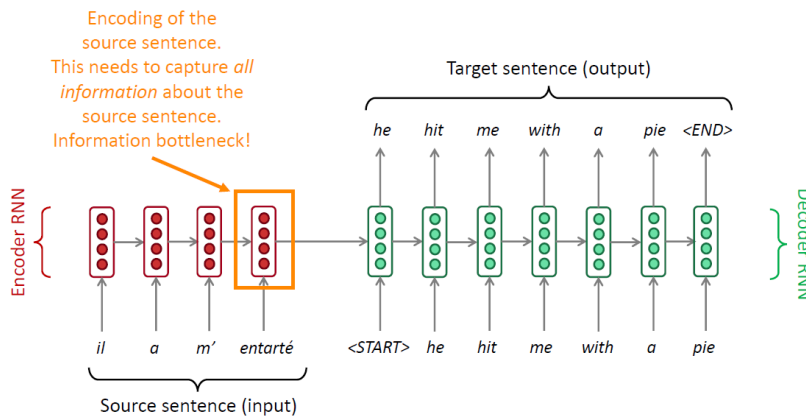 Encoding of the
source sentence.
This needs to capture all
information about the
source sentence.
Information bottleneck!
Target sentence (output)
he hit me with a pie <END>
Encoder RNN
Decoder RNN
il a m’ entarté <START> he hit me with a pie
Source sentence (input)